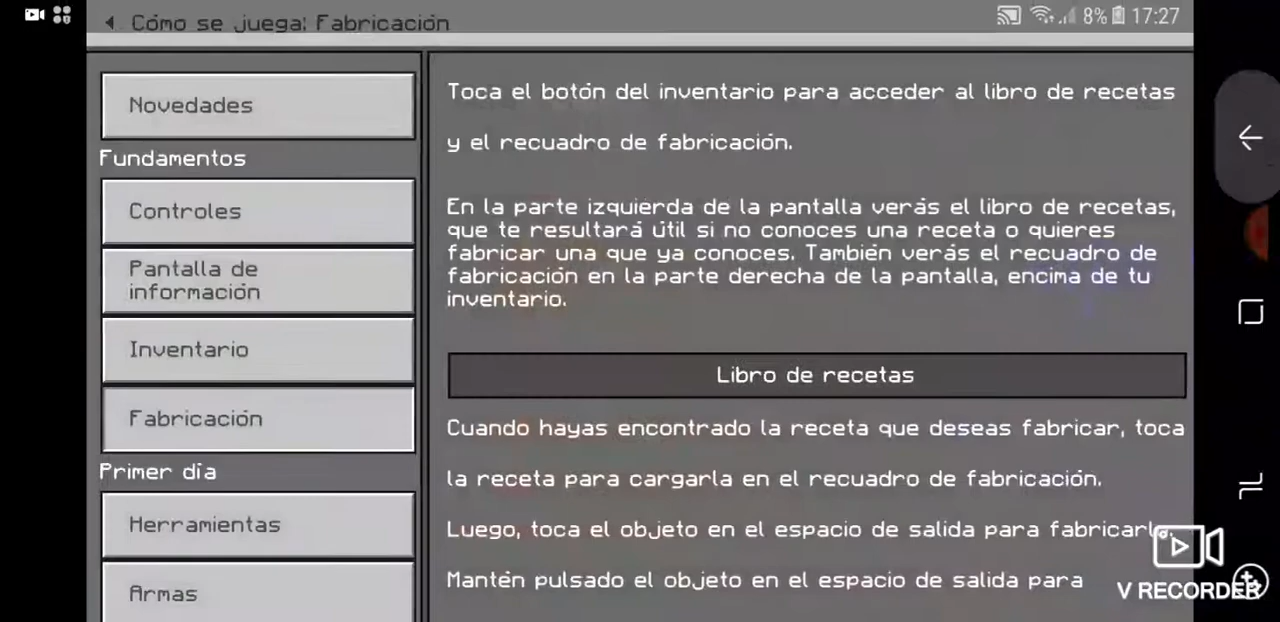 Cómo se juega: Fabricación
8% 17:27
Novedades
Fundamentos
Controles
Pantalla de
información
Inventario
Fabricación
Primer día
Herramientas
Armas
Toca el botón del inventario para acceder al libro de recetas
y el recuadro de fabricación.
En la parte izquierda de la pantalla verás el libro de recetas,
que te resultará útil si no conoces una receta o quieres
fabricar una que ya conoces. También verás el recuadro de
fabricación en la parte derecha de la pantalla, encima de tu
inventario.
Libro de recetas
Cuando hayas encontrado la receta que deseas fabricar, toca
la receta para cargarla en el recuadro de fabricación.
Luego, toca el objeto en el espacio de salida para
Mantén pulsado el objeto en el espacio de salida para
V RECORDER